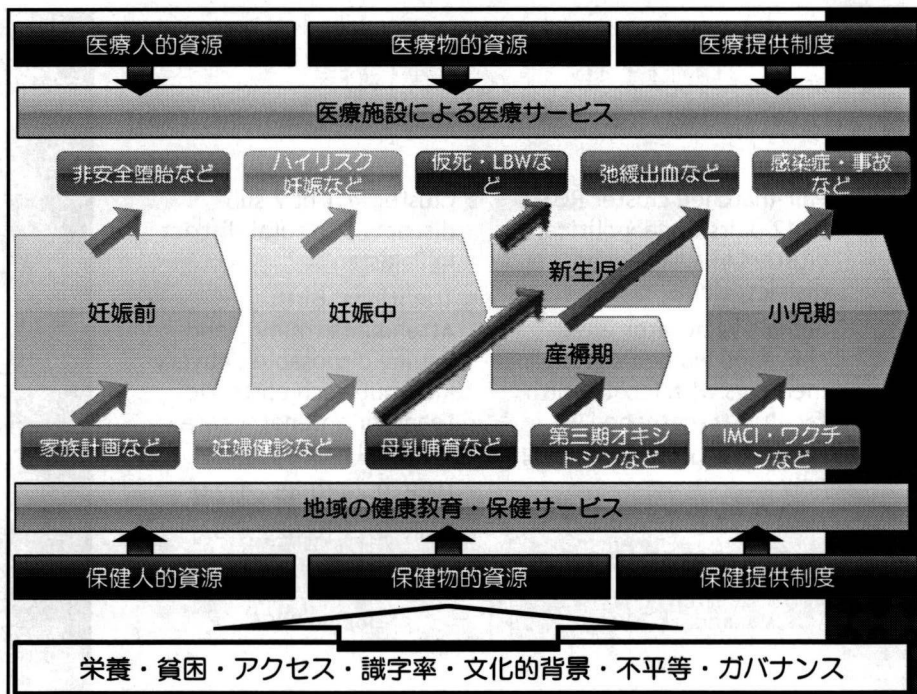 医療人的資源
医療物的資源
医療提供制度
医療施設による医療サービス
非安全堕胎など
ハイリスク
妊娠など
仮死・LBWな
ど
弛緩出血など
感染症・事故
など
妊娠前
妊娠中
新生児
産褥期
小児期
家族計画など
妊婦健診など
母乳哺育など
第三期オキシ
トシンなど
IMCI・ワクチ
ンなど
地域の健康教育・保健サービス
保健人的資源
保健物的資源
保健提供制度
栄養・貧困・アクセス・識字率・文化的背景・不平等・ガバナンス